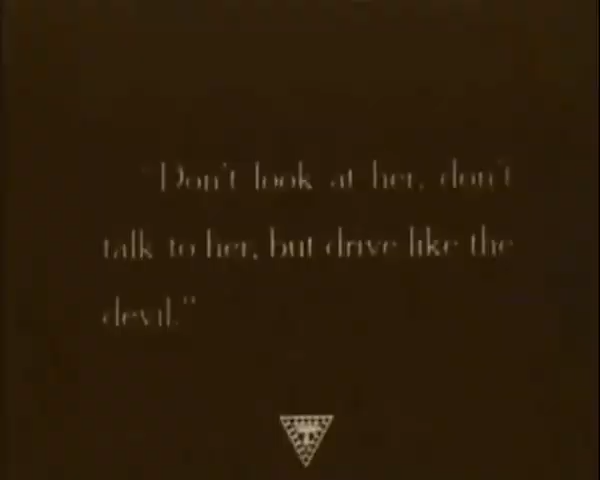 "Don't look at her, don't
talk to her, but drive like the
devil."